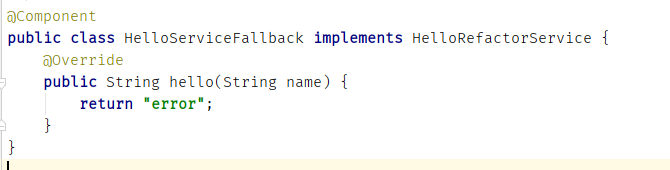 @Component
public class HelloServiceFallback implements HelloRefactorService {
    @Override
    public String hello(String name) {
        return "error";
    }
}